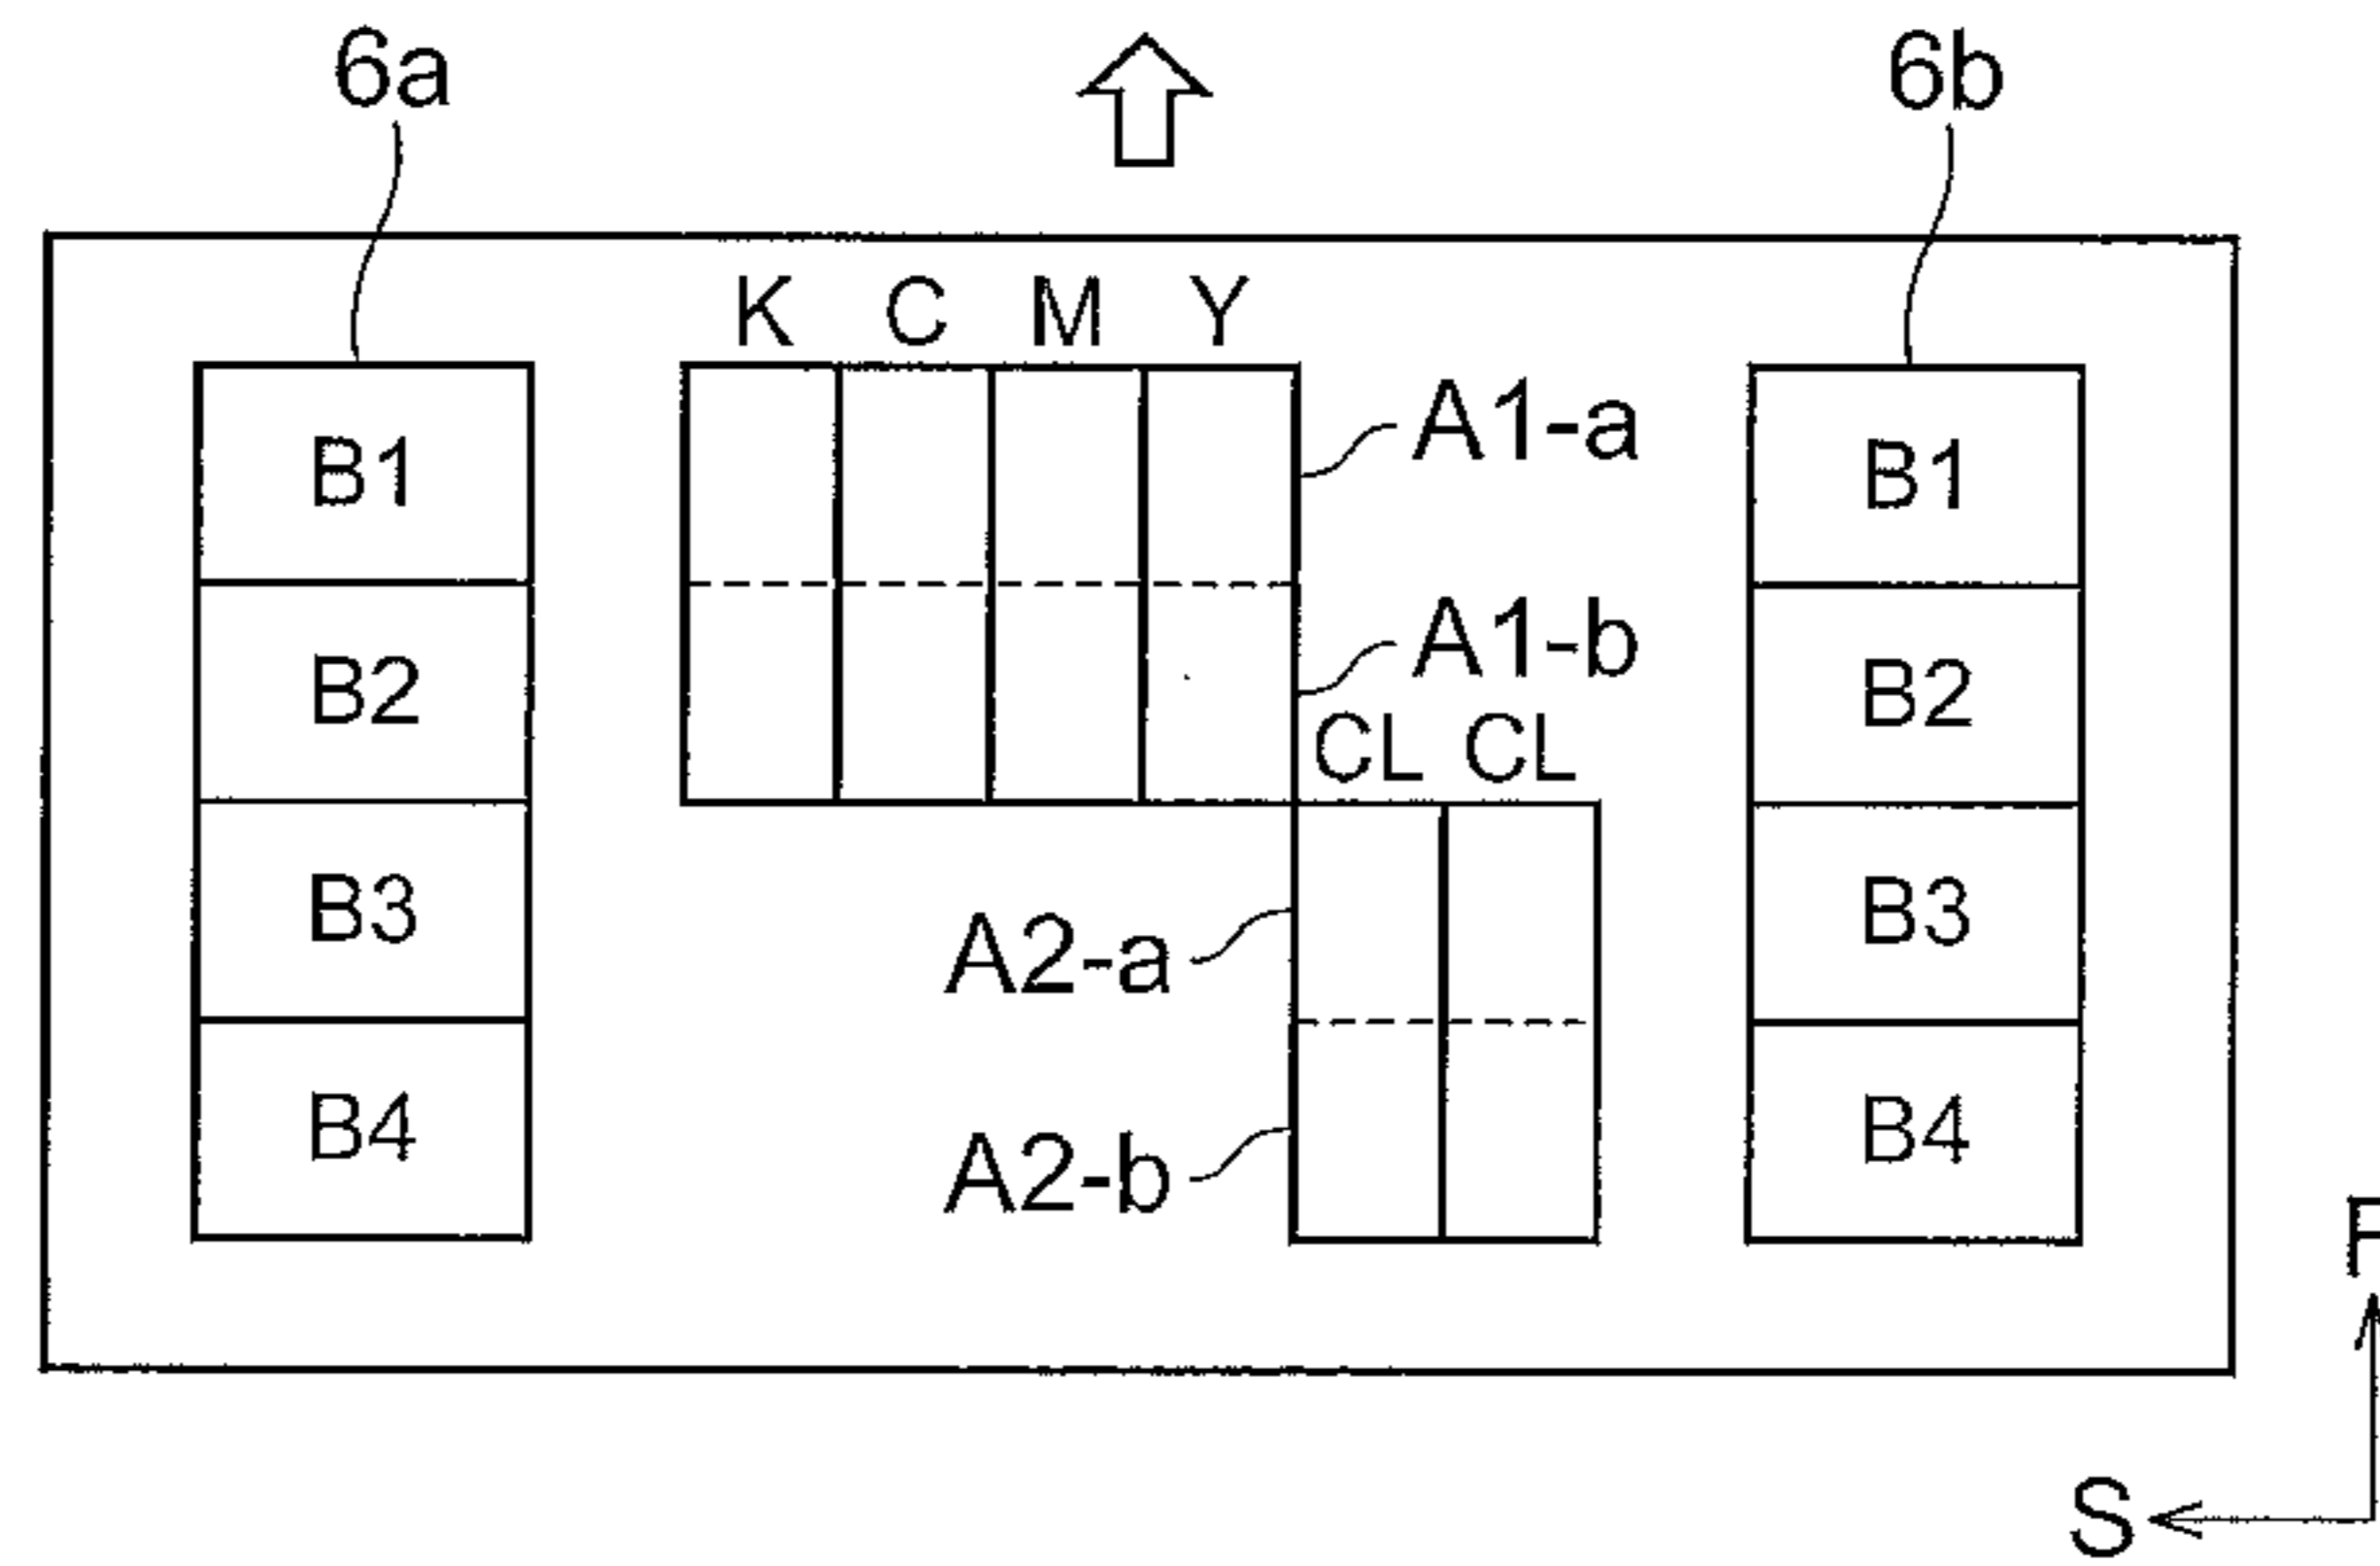 6a 6b
K C M Y
A1-a
B1 B1
A1-b
B2 B2
CL CL
B3 B3
A2-a
B4 B4
A2-b
F
S